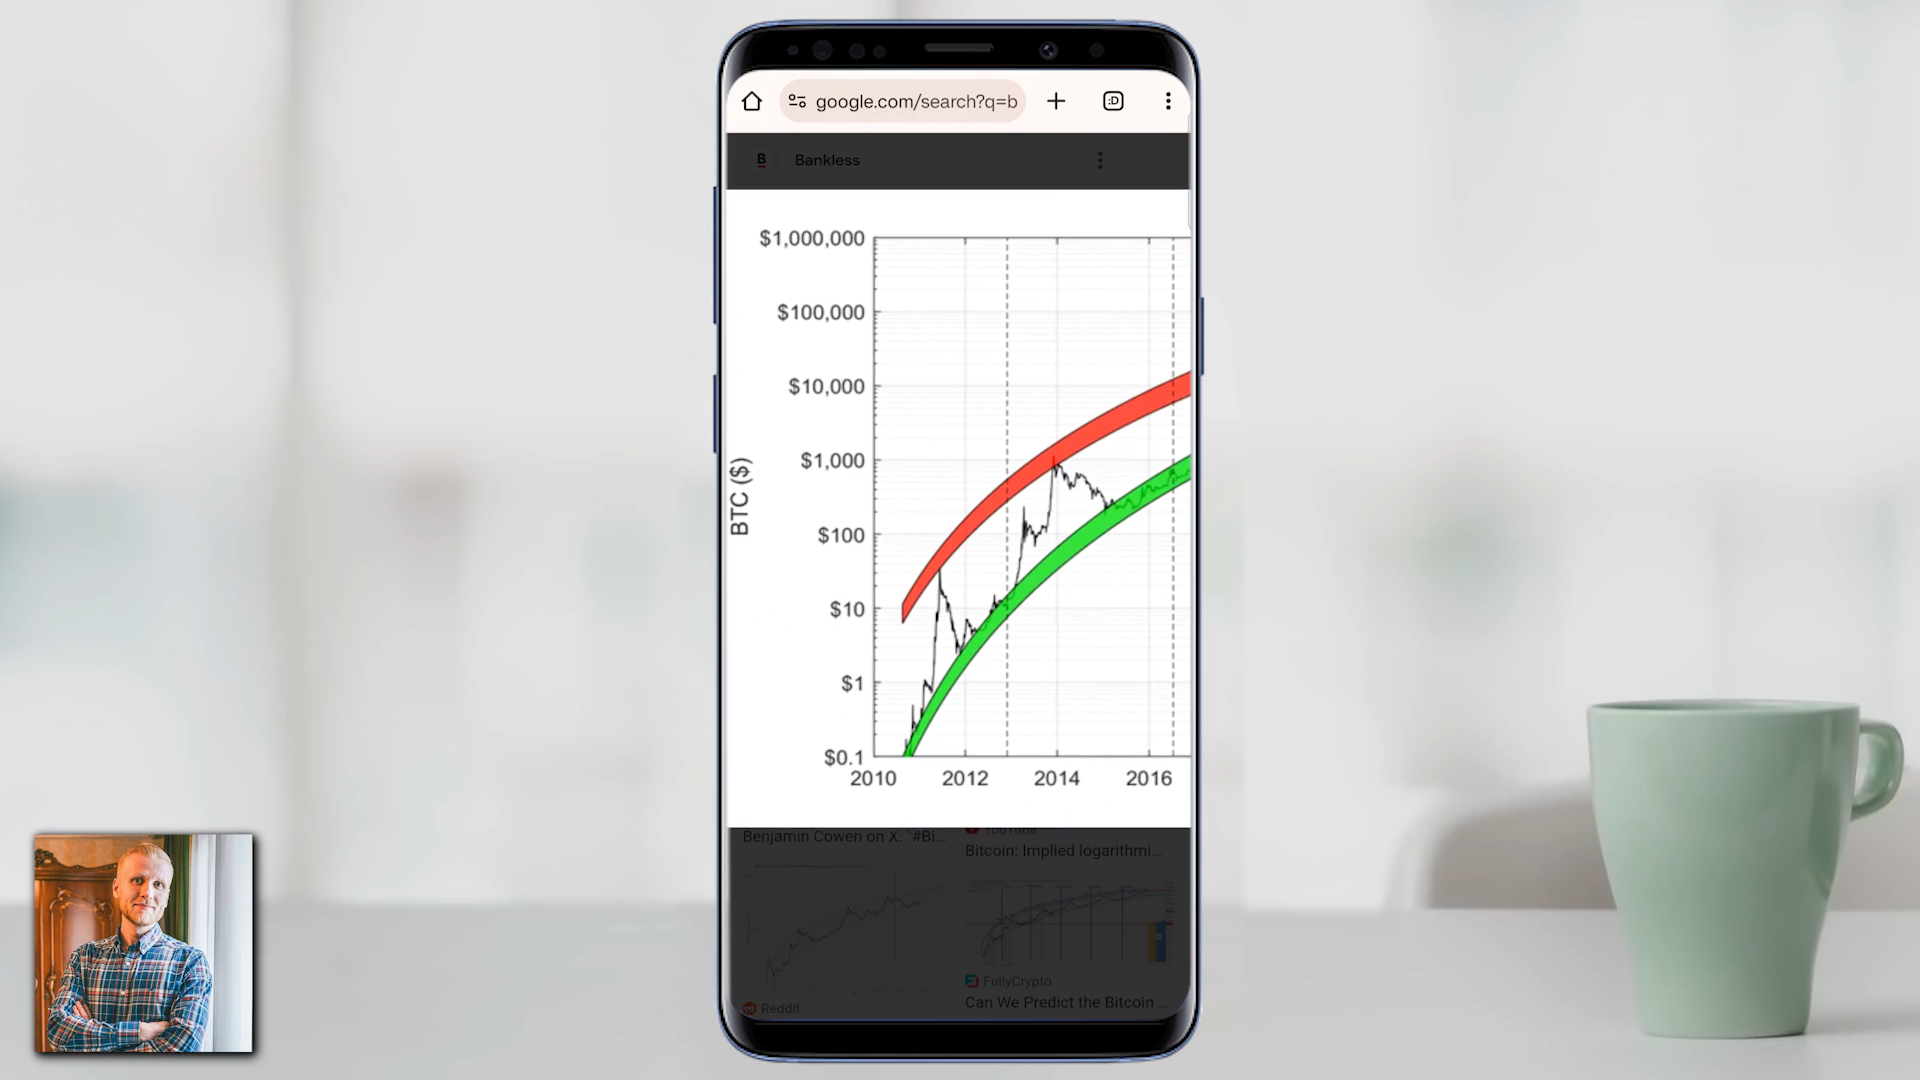 google.com/search?q=b
:D
B Bankless
$1,000,000
$100,000
$10,000
$1,000
$100
$10
$1
$0.1
BTC ($)
2010 2012 2014 2016
Benjamin Cowen on X: "#Bi...
YouTube
Bitcoin: Implied logarithmi...
FullyCrypto
Can We Predict the Bitcoin ...
Reddit